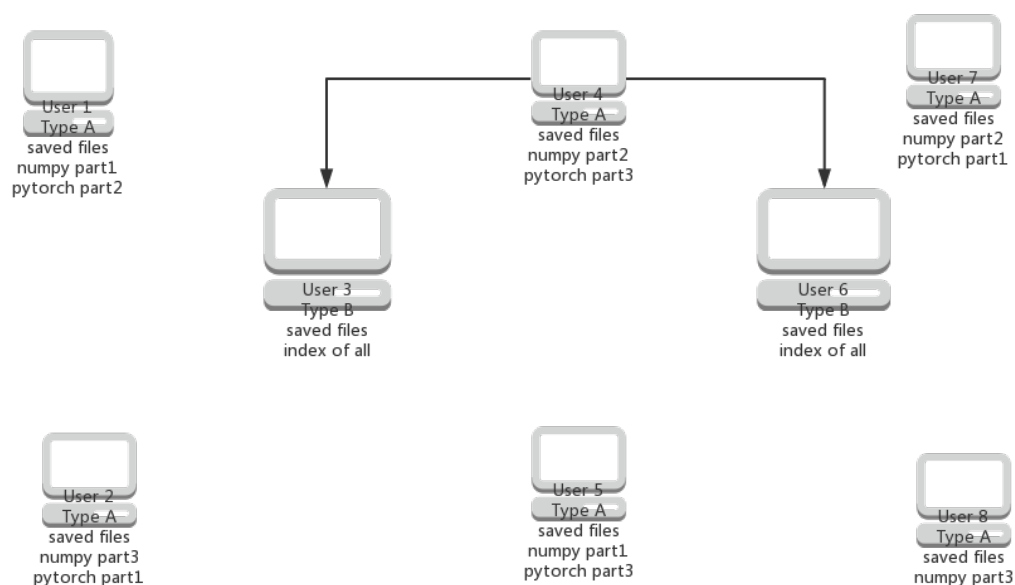 User 1
Type A
saved files
numpy part1
pytorch part2
User 4
Type A
saved files
numpy part2
pytorch part3
User 7
Type A
saved files
numpy part2
pytorch part1
User 3
Type B
saved files
index of all
User 6
Type B
saved files
index of all
User 2
Type A
saved files
numpy part3
pytorch part1
User 5
Type A
saved files
numpy part1
pytorch part3
User 8
Type A
saved files
numpy part3